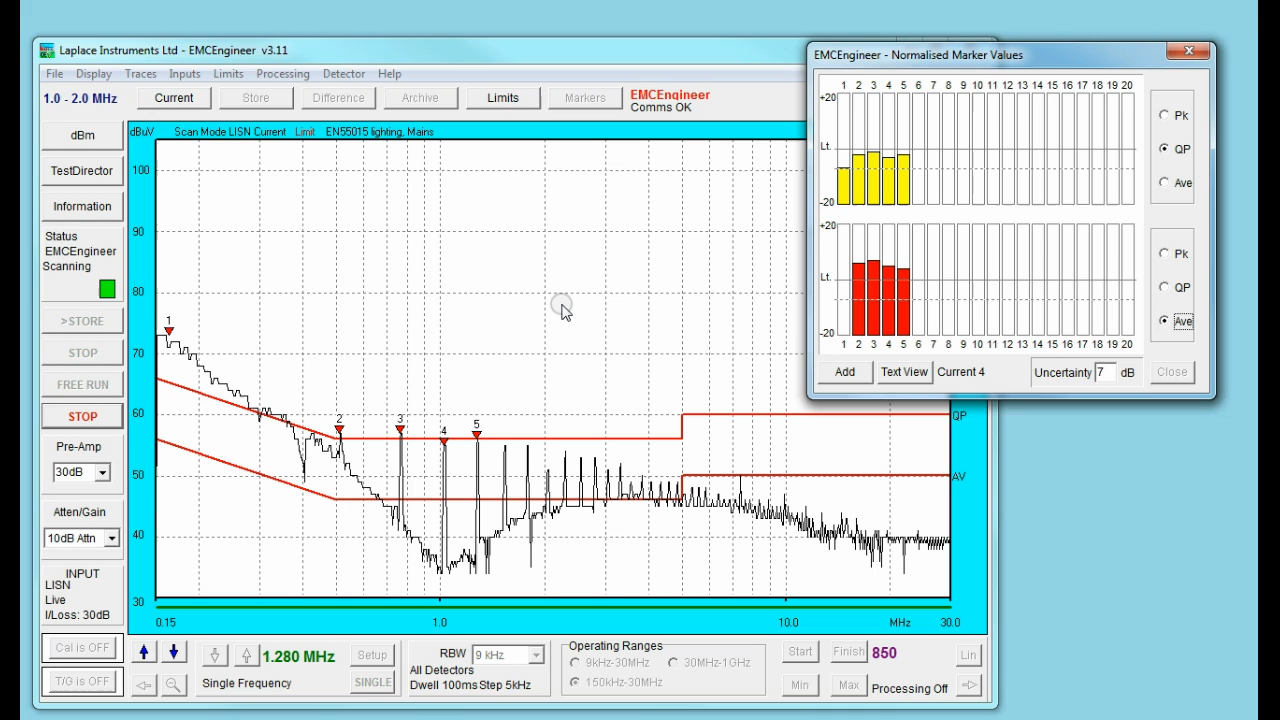 Laplace Instruments Ltd - EMCEngineer v3.11
File Display Traces Inputs Limits Processing Detector Help
1.0 - 2.0 MHz Current Store Difference Archive Limits Markers EMCEngineer
Comms OK
dBm
TestDirector
Information
Status
EMCEngineer
Scanning
>STORE
STOP
FREE RUN
STOP
Pre-Amp
30dB
Atten/Gain
10dB Attn
INPUT
LISN
Live
I/Loss: 30dB
Cal is OFF
T/G is OFF
dBuV Scan Mode LISN Current Limit EN55015 lighting, Mains
100
90
80
70
60
50
40
30
1
2
3
4
5
QP
AV
0.15 1.0 10.0 MHz 30.0
1.280 MHz Setup
Single Frequency SINGLE
RBW 9 kHz
All Detectors
Dwell 100ms Step 5kHz
Operating Ranges
9kHz-30MHz 30MHz-1GHz
150kHz-30MHz
Start Finish 850 Lin
Min Max Processing Off
EMCEngineer - Normalised Marker Values
1 2 3 4 5 6 7 8 9 10 11 12 13 14 15 16 17 18 19 20
+20
Lt.
-20
Pk
QP
Ave
+20
Lt.
-20
1 2 3 4 5 6 7 8 9 10 11 12 13 14 15 16 17 18 19 20
Pk
QP
Ave
Add Text View Current 4 Uncertainty 7 dB Close